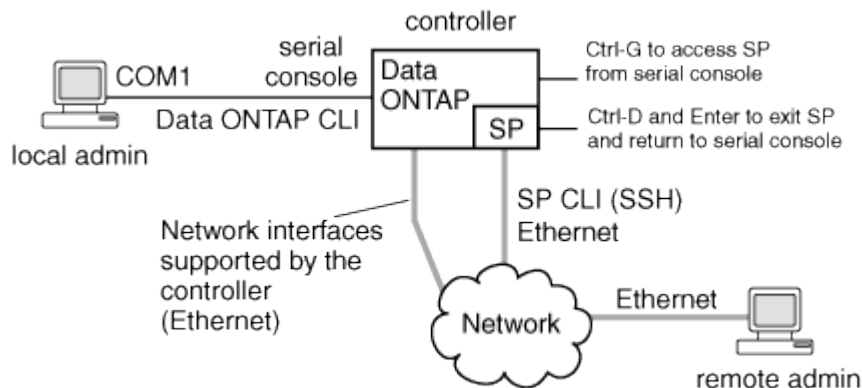 controller
serial
console
COM1
Data ONTAP CLI
local admin
Data
ONTAP
SP
Ctrl-G to access SP
from serial console
Ctrl-D and Enter to exit SP
and return to serial console
SP CLI (SSH)
Ethernet
Network interfaces
supported by the
controller
(Ethernet)
Network
Ethernet
remote admin